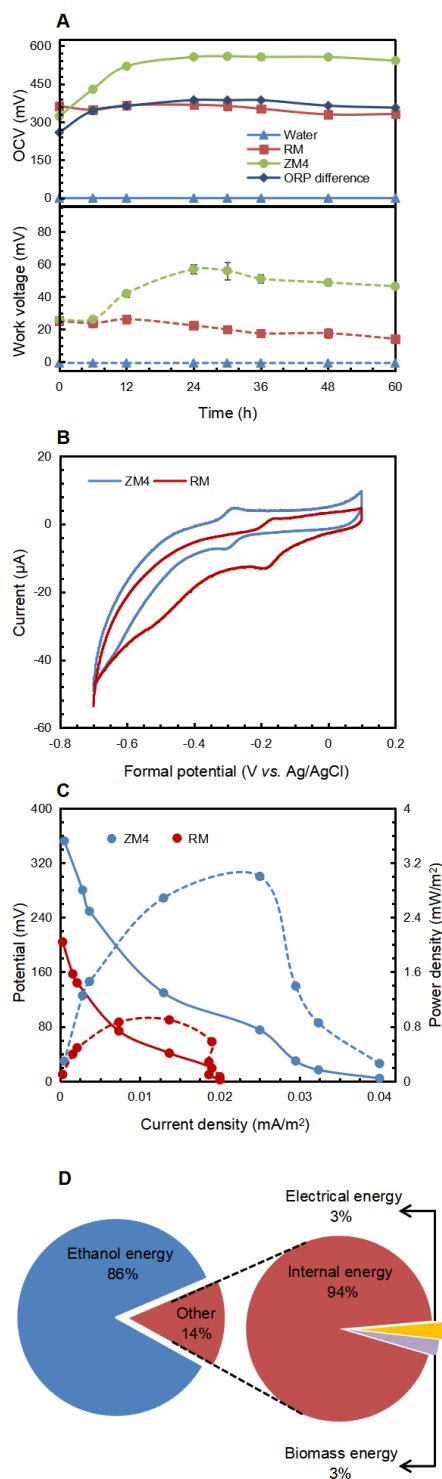 A
600
450
300
150
0
OCV (mV)
Water
RM
ZM4
ORP difference
80
60
40
20
0
Work voltage (mV)
0 12 24 36 48 60
Time (h)
B
20
0
-20
-40
-60
Current (µA)
ZM4 RM
-0.8 -0.6 -0.4 -0.2 0 0.2
Formal potential (V vs. Ag/AgCl)
C
400
320
240
160
80
0
Potential (mV)
ZM4 RM
4
3.2
2.4
1.6
0.8
0
Power density (mW/m²)
0 0.01 0.02 0.03 0.04
Current density (mA/m²)
D
Ethanol energy
86%
Other
14%
Electrical energy
3%
Internal energy
94%
Biomass energy
3%